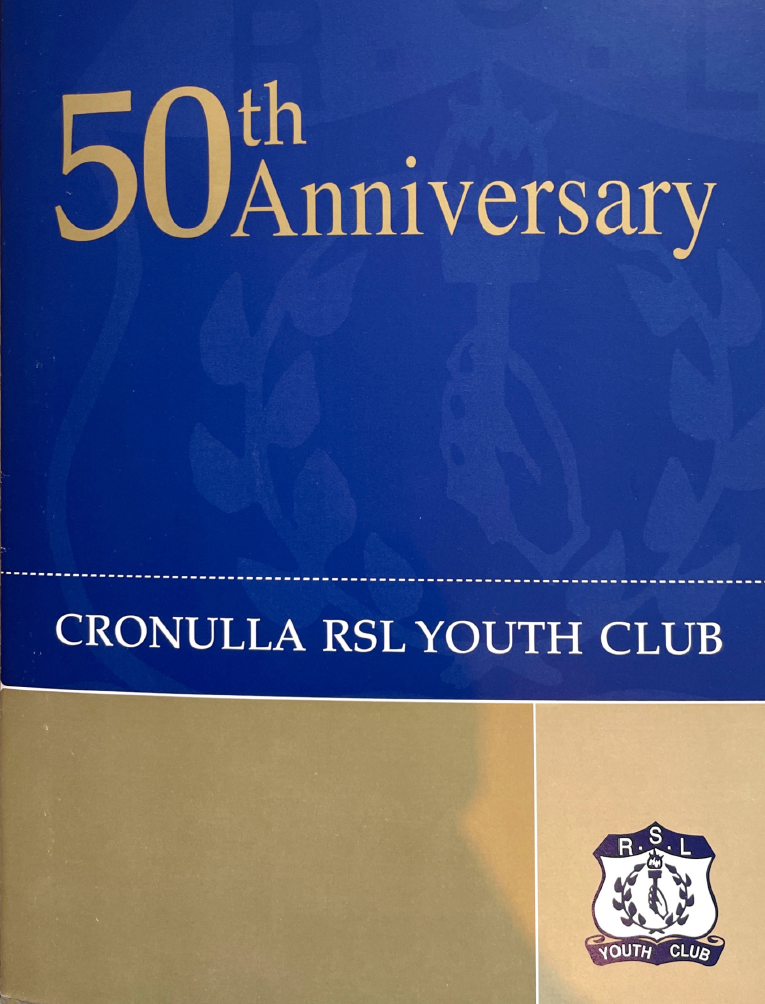 50th
Anniversary
CRONULLA RSL YOUTH CLUB
R.S.L
YOUTH CLUB